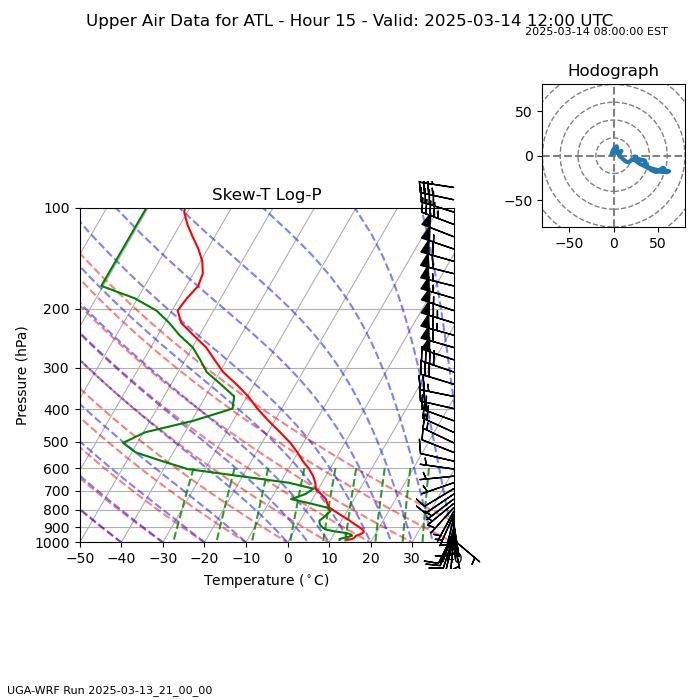 Upper Air Data for ATL - Hour 15 - Valid: 2025-03-14 12:00 UTC
2025-03-14 08:00:00 EST
Hodograph
50
0
−50
−50 0 50
Skew-T Log-P
100
200
300
400
500
600
700
800
900
1000
Pressure (hPa)
−50 −40 −30 −20 −10 0 10 20 30
Temperature (°C)
UGA-WRF Run 2025-03-13_21_00_00